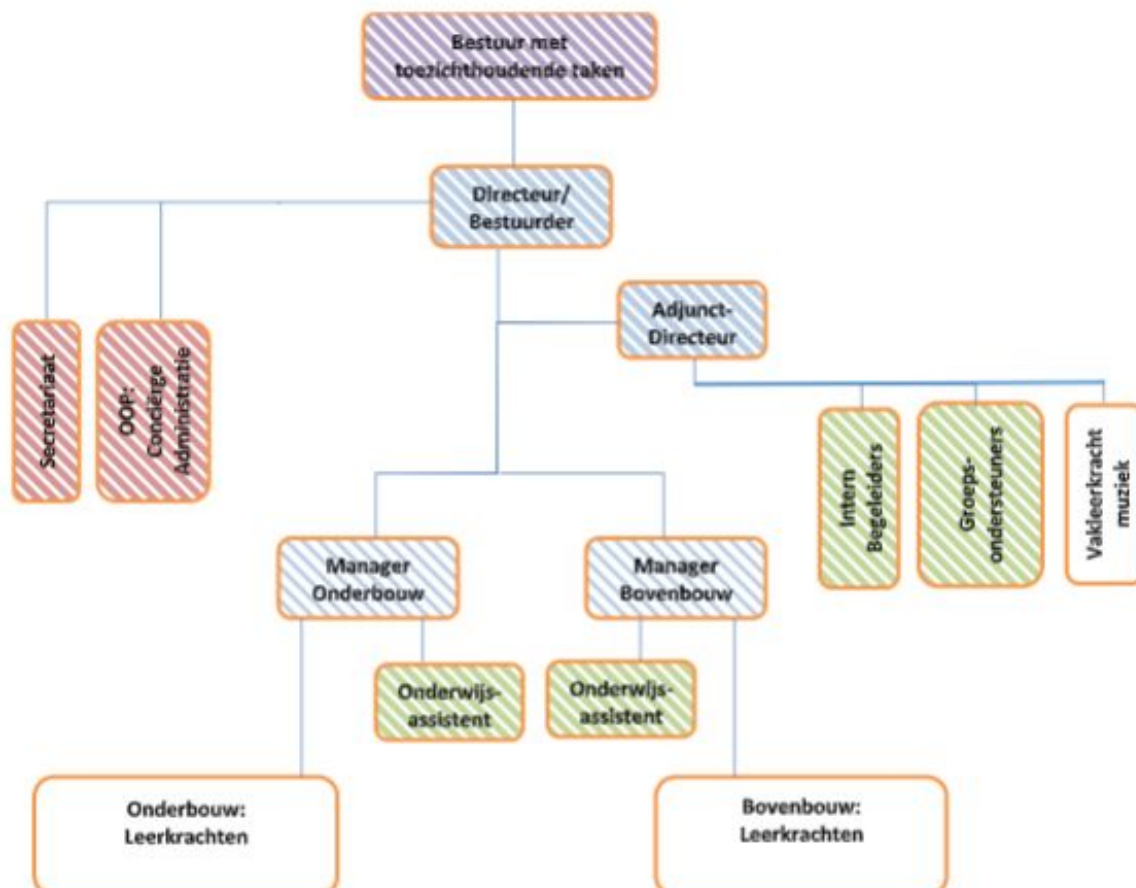 Bestuur met
toezichthoudende taken
Directeur/
Bestuurder
Adjunct-
Directeur
Secretariaat
OOP:
Conciërge
Administratie
Intern
Begeleiders
Groeps-
ondersteuners
Vakleerkracht
muziek
Manager
Onderbouw
Manager
Bovenbouw
Onderwijs-
assistent
Onderwijs-
assistent
Onderbouw:
Leerkrachten
Bovenbouw:
Leerkrachten